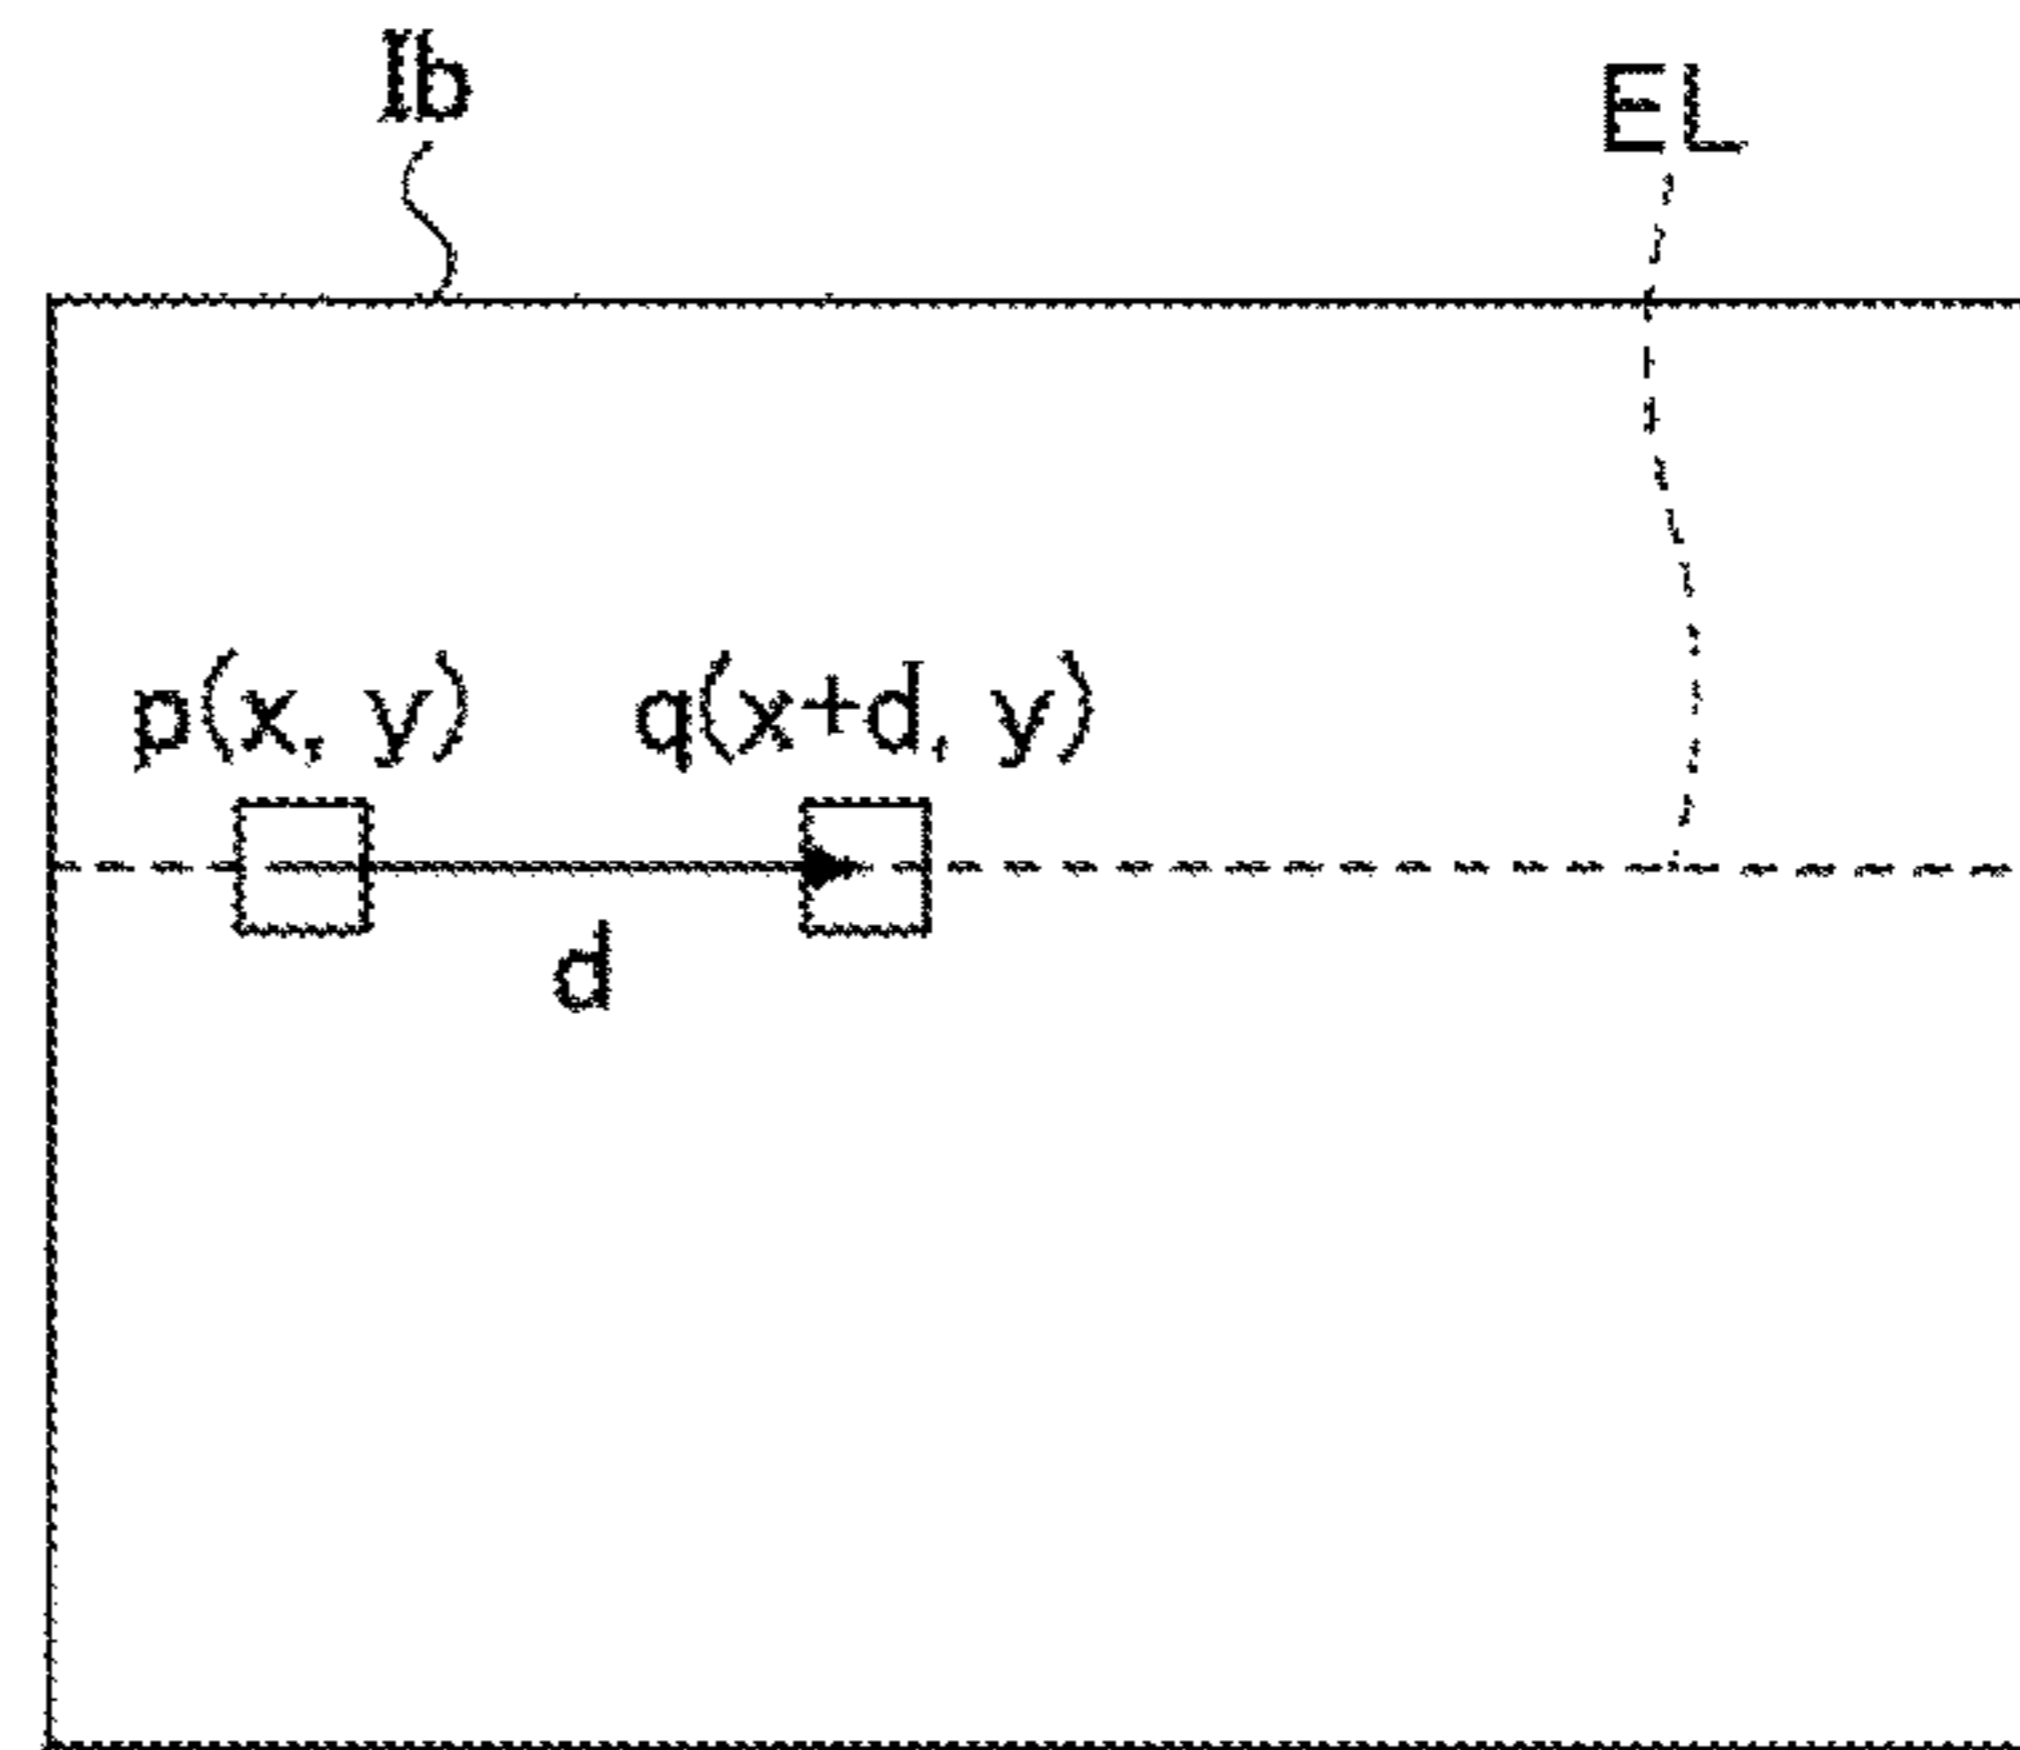 Ib
EL
p(x, y)
q(x+d, y)
d